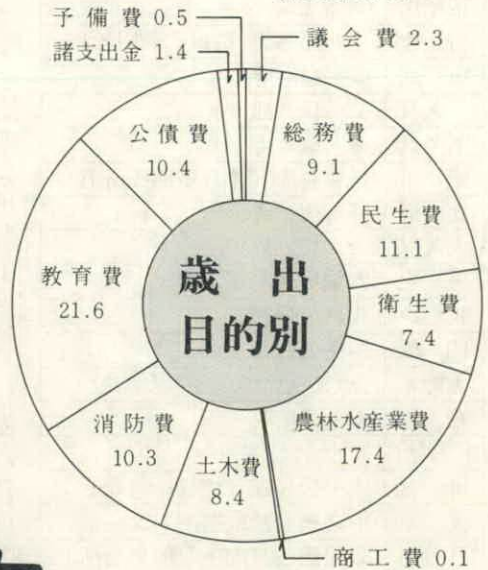 予備費 0.5
諸支出金 1.4
議会費 2.3
公債費
10.4
総務費
9.1
民生費
11.1
衛生費
7.4
教育費
21.6
歳出
目的別
農林水産業費
17.4
消防費
10.3
土木費
8.4
商工費 0.1